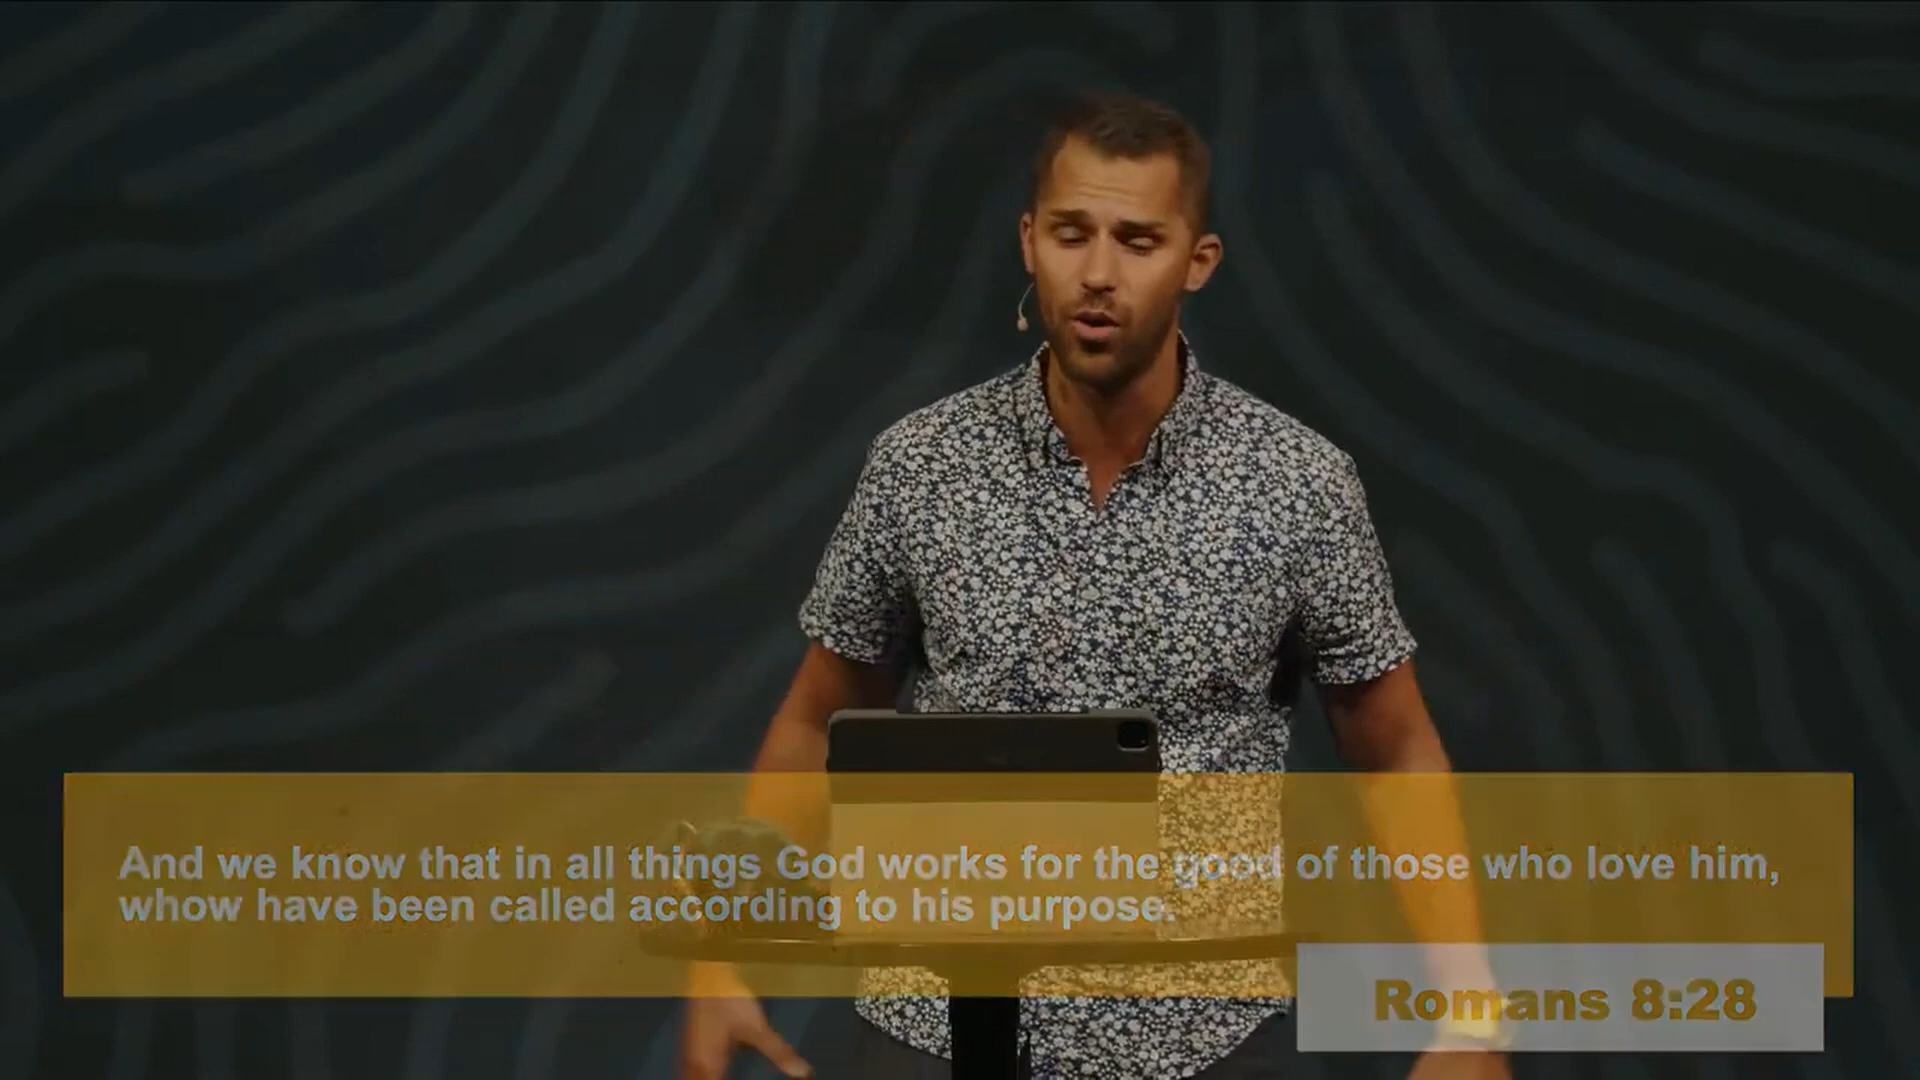 And we know that in all things God works for the good of those who love him,
whow have been called according to his purpose.
Romans 8:28